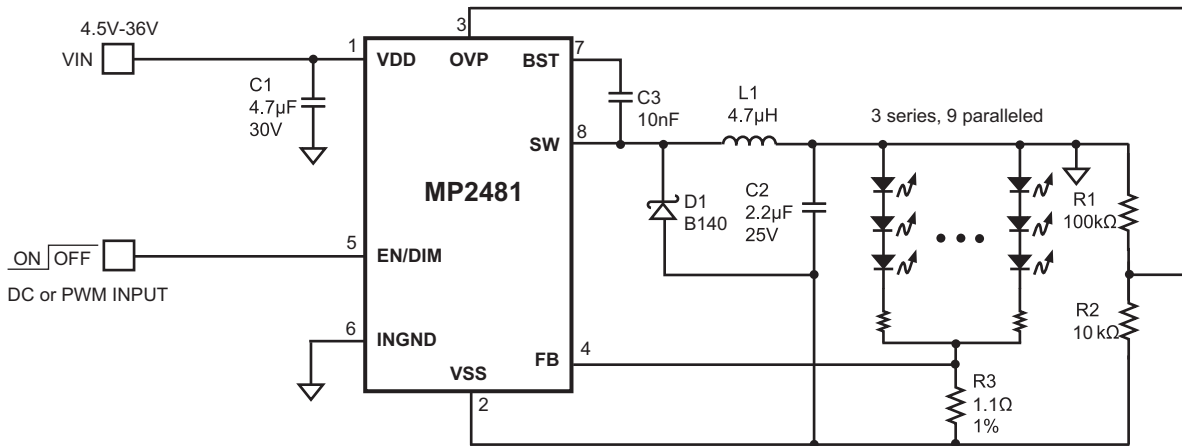 4.5V-36V
VIN
1
3
7
VDD
OVP
BST
C1
4.7µF
30V
C3
10nF
L1
4.7µH
3 series, 9 paralleled
8
SW
MP2481
D1
B140
C2
2.2µF
25V
R1
100kΩ
ON OFF
5
EN/DIM
DC or PWM INPUT
R2
10 kΩ
6
INGND
FB
4
VSS
2
R3
1.1Ω
1%